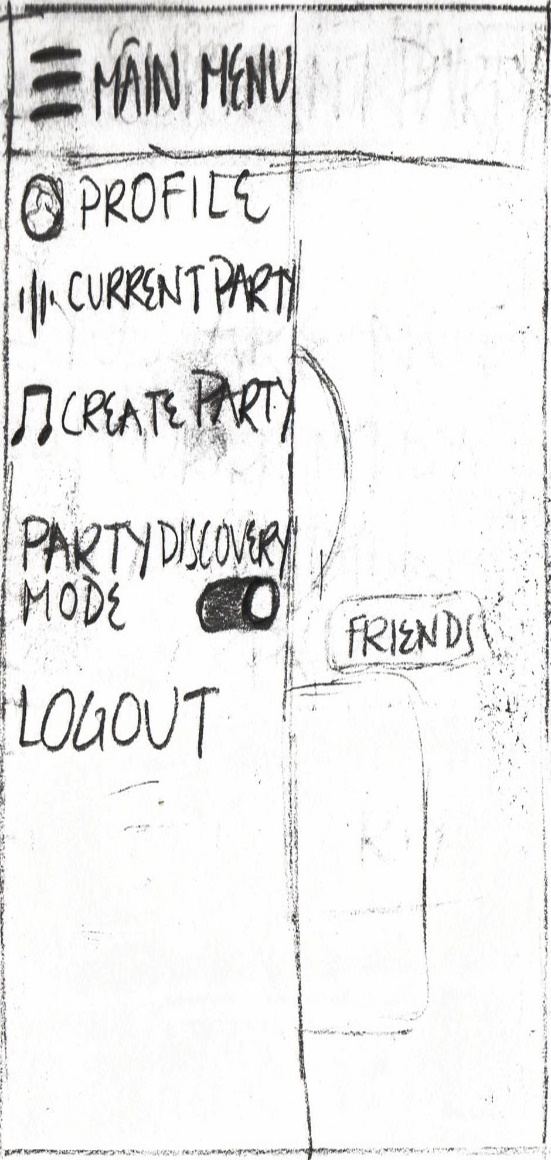 MAIN MENU
PROFILE
CURRENT PARTY
CREATE PARTY
PARTY DISCOVERY
MODE
FRIENDS
LOGOUT